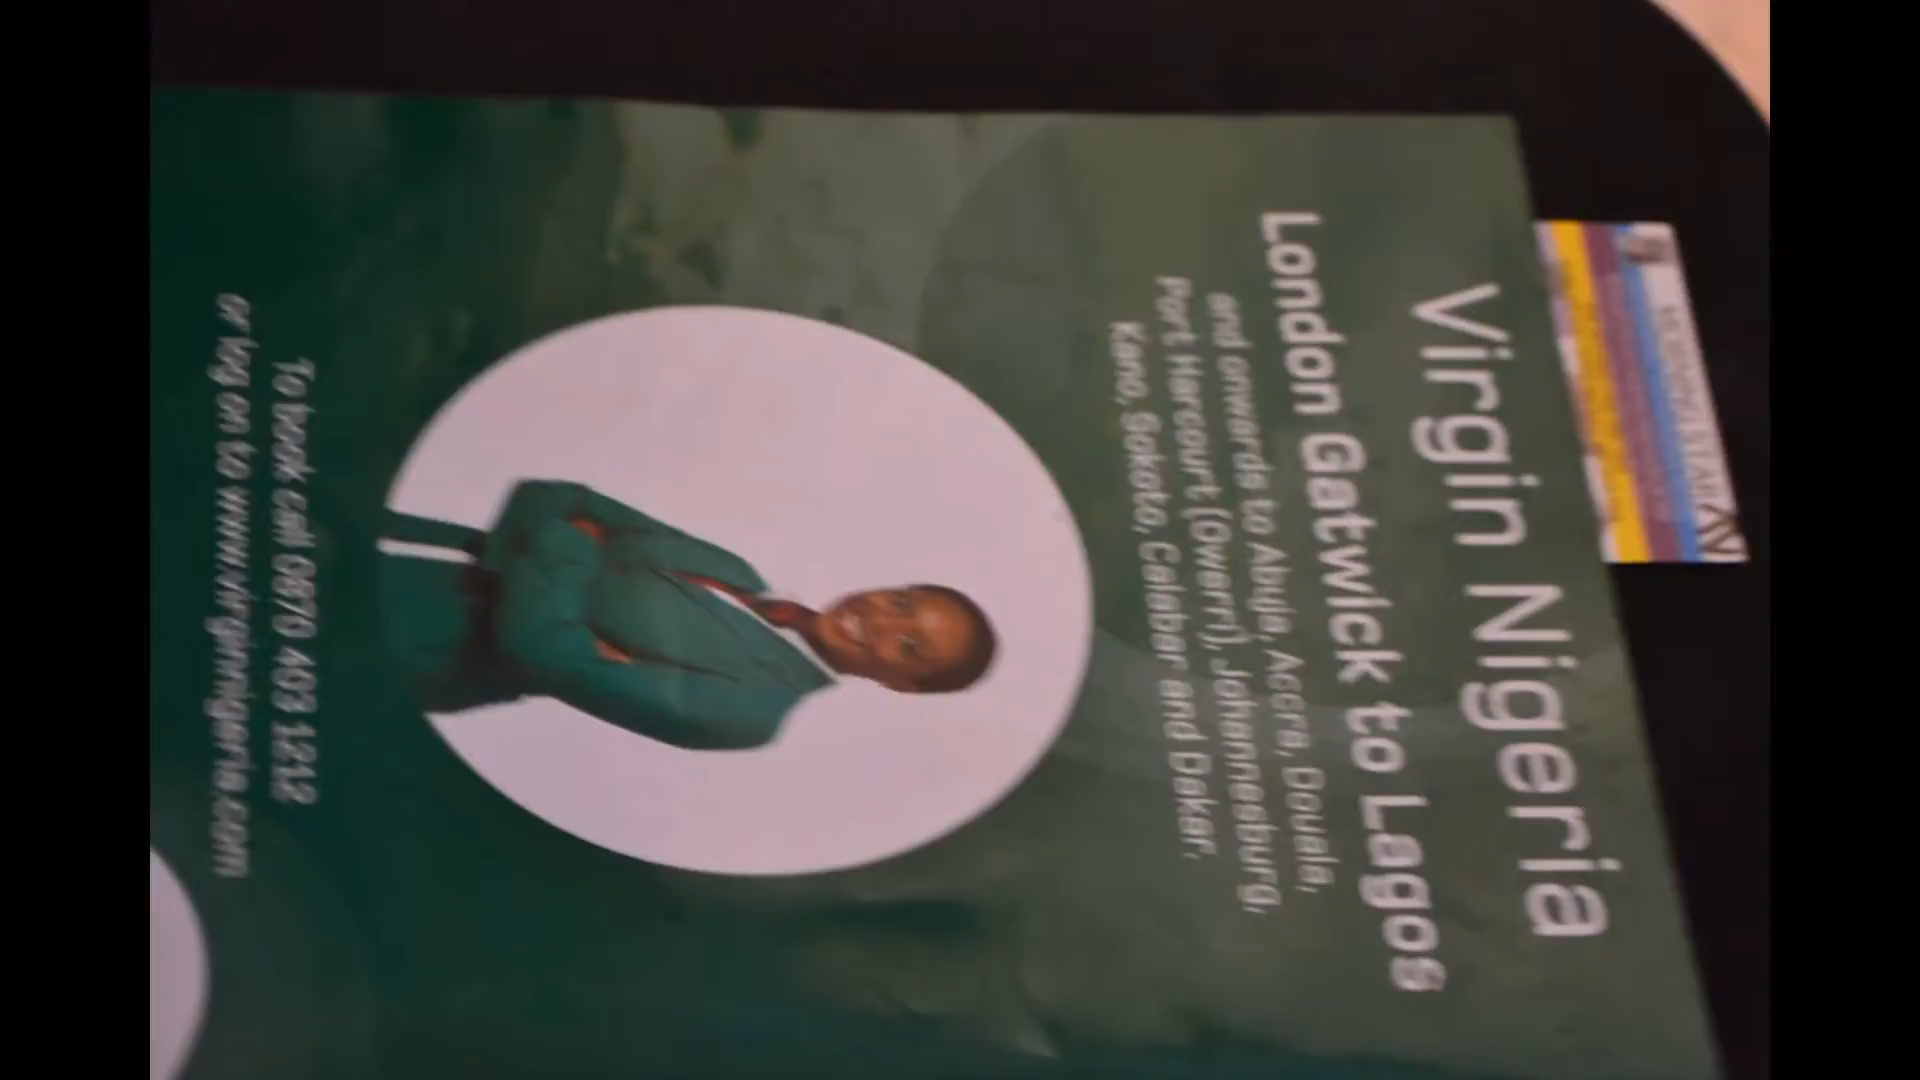 Virgin Nigeria
London Gatwick to Lagos
and onwards to Abuja, Accra, Douala,
Port Harcourt (Owerri), Johannesburg,
Kano, Sokoto, Calabar and Dakar.
To book call 0870 403 1212
or log on to www.virginnigeria.com